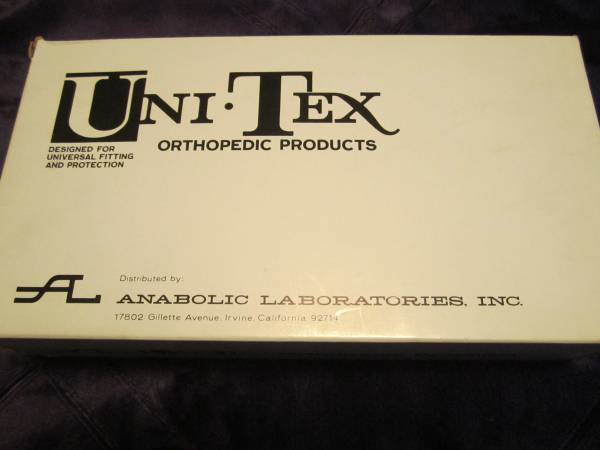 UNI·TEX
ORTHOPEDIC PRODUCTS
DESIGNED FOR
UNIVERSAL FITTING
AND PROTECTION
Distributed by:
AL ANABOLIC LABORATORIES, INC.
17802 Gillette Avenue, Irvine, California 92714